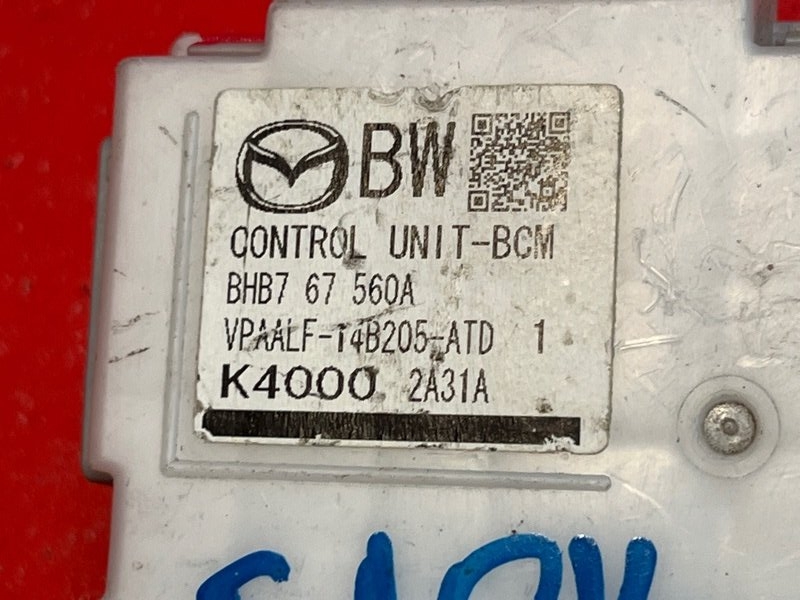 BW
CONTROL UNIT-BCM
BHB7 67 560A
VPAALF-14B205-ATD 1
K4000 2A31A